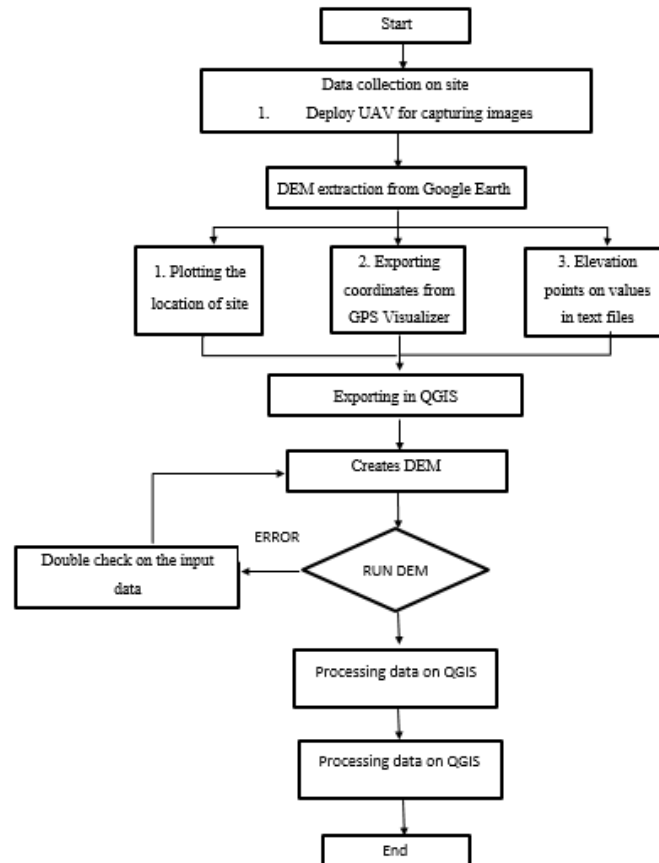 Start
Data collection on site
1. Deploy UAV for capturing images
DEM extraction from Google Earth
1. Plotting the
location of site
2. Exporting
coordinates from
GPS Visualizer
3. Elevation
points on values
in text files
Exporting in QGIS
Creates DEM
ERROR
Double check on the input
data
RUN DEM
Processing data on QGIS
Processing data on QGIS
End